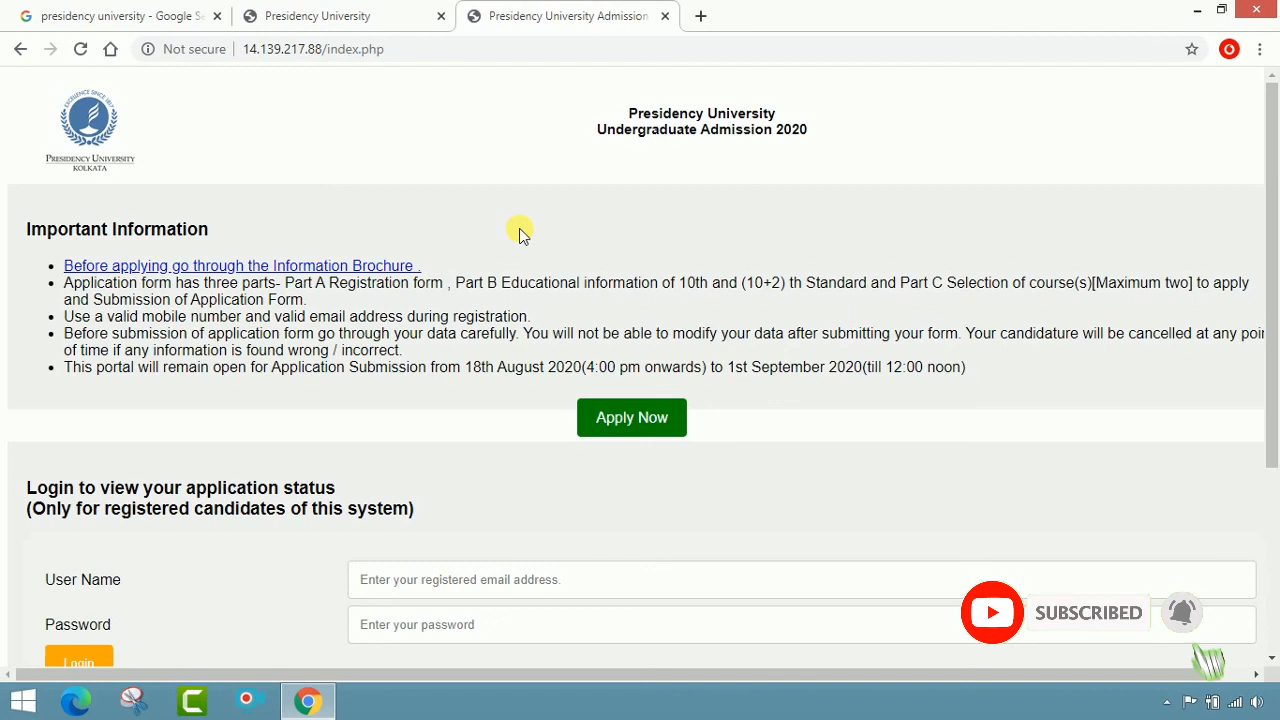 presidency university - Google Se
Presidency University
Presidency University Admission
Not secure
14.139.217.88/index.php
EXCELLENCE SINCE 1817
PRESIDENCY UNIVERSITY
KOLKATA
Presidency University
Undergraduate Admission 2020
Important Information
Before applying go through the Information Brochure .
Application form has three parts- Part A Registration form , Part B Educational information of 10th and (10+2) th Standard and Part C Selection of course(s)[Maximum two] to apply
and Submission of Application Form.
Use a valid mobile number and valid email address during registration.
Before submission of application form go through your data carefully. You will not be able to modify your data after submitting your form. Your candidature will be cancelled at any poin
of time if any information is found wrong / incorrect.
This portal will remain open for Application Submission from 18th August 2020(4:00 pm onwards) to 1st September 2020(till 12:00 noon)
Apply Now
Login to view your application status
(Only for registered candidates of this system)
User Name
Enter your registered email address.
Password
Enter your password
Login
SUBSCRIBED